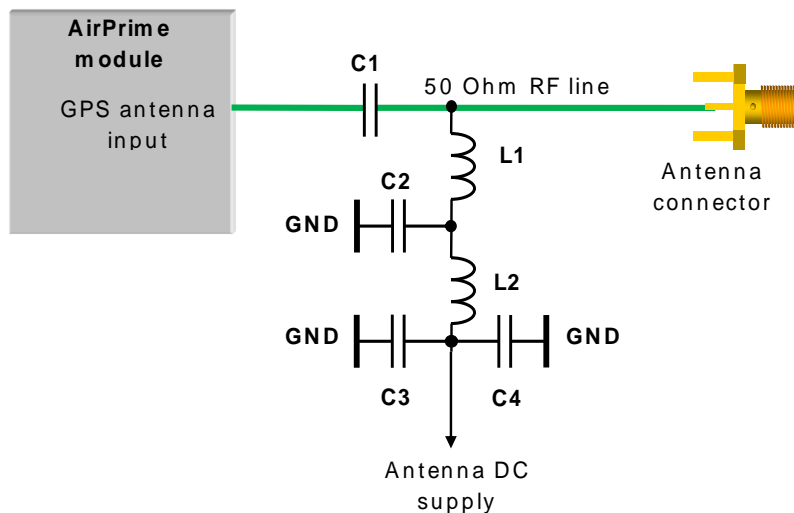 AirPrime
module
GPS antenna
input
C1
50 Ohm RF line
Antenna
connector
L1
C2
GND
L2
GND
GND
C3
C4
Antenna DC
supply